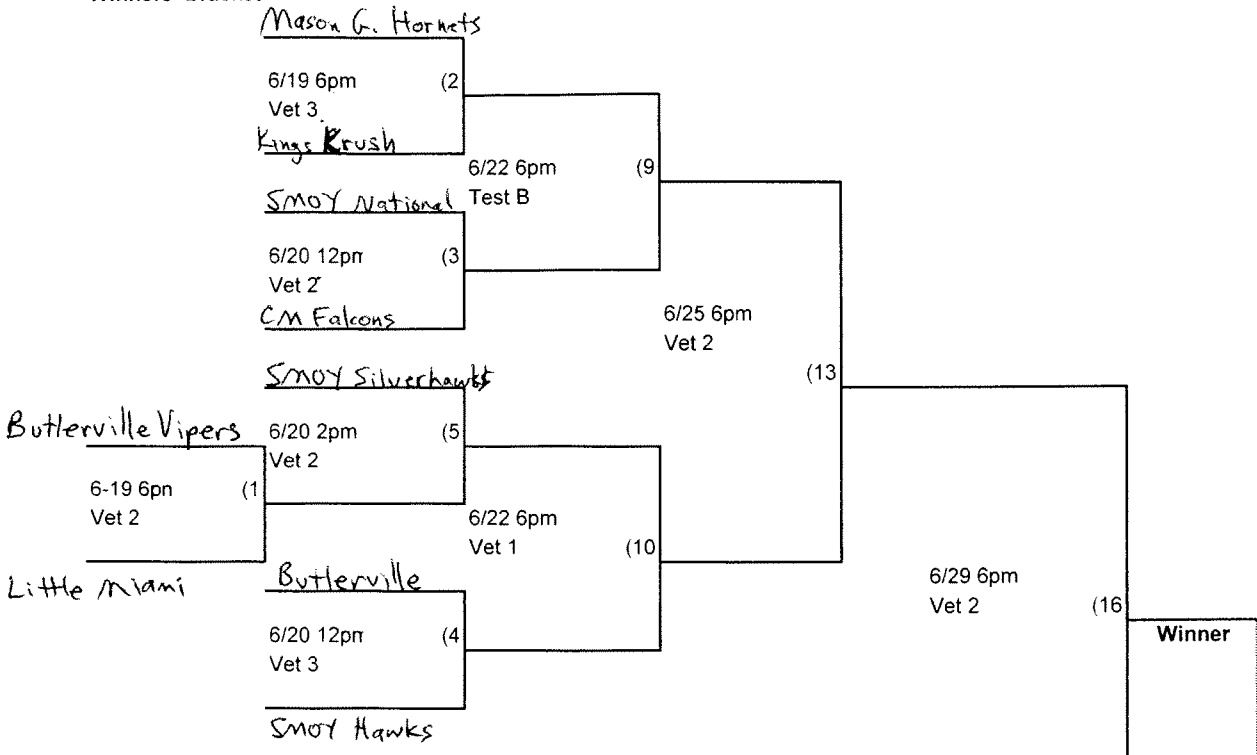 Mason G. Hornets
6/19 6pm (2
Vet 3
Kings Krush
6/22 6pm (9
Test B
SMOY National
6/20 12pm (3
Vet 2
CM Falcons
6/25 6pm
Vet 2
(13
SMOY Silverhawks
Butlerville Vipers
6/20 2pm (5
Vet 2
6-19 6pn (1
Vet 2
6/22 6pm
Vet 1 (10
Little Miami
Butlerville
6/29 6pm
Vet 2 (16
Winner
6/20 12pm (4
Vet 3
SMOY Hawks